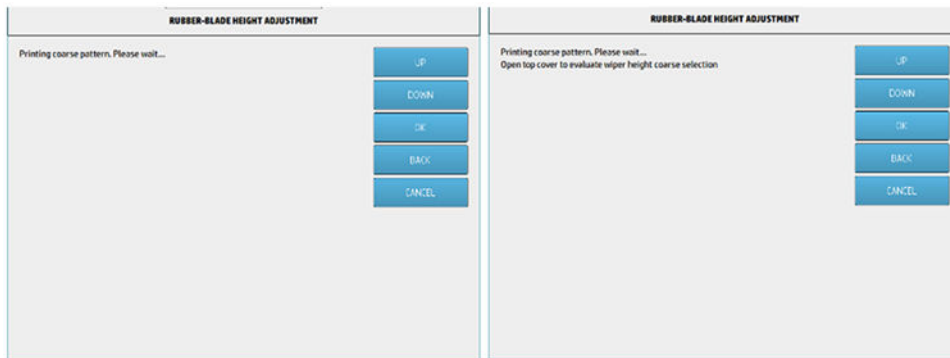 RUBBER-BLADE HEIGHT ADJUSTMENT
Printing coarse pattern. Please wait...
UP
DOWN
OK
BACK
CANCEL
RUBBER-BLADE HEIGHT ADJUSTMENT
Printing coarse pattern. Please wait...
Open top cover to evaluate wiper height coarse selection
UP
DOWN
OK
BACK
CANCEL